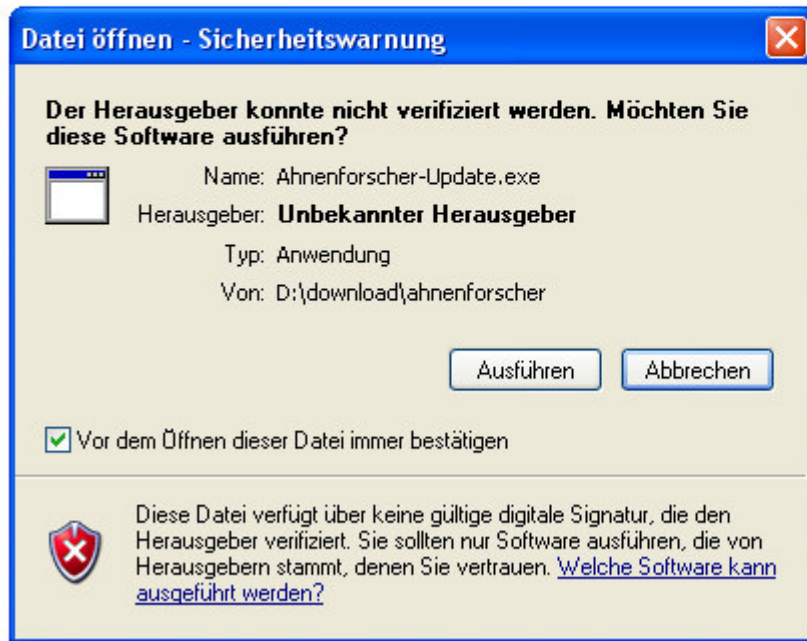 Datei öffnen - Sicherheitswarnung
Der Herausgeber konnte nicht verifiziert werden. Möchten Sie
diese Software ausführen?
Name: Ahnenforscher-Update.exe
Herausgeber: Unbekannter Herausgeber
Typ: Anwendung
Von: D:\download\ahnenforscher
Ausführen Abbrechen
Vor dem Öffnen dieser Datei immer bestätigen
Diese Datei verfügt über keine gültige digitale Signatur, die den
Herausgeber verifiziert. Sie sollten nur Software ausführen, die von
Herausgebern stammt, denen Sie vertrauen. Welche Software kann
ausgeführt werden?